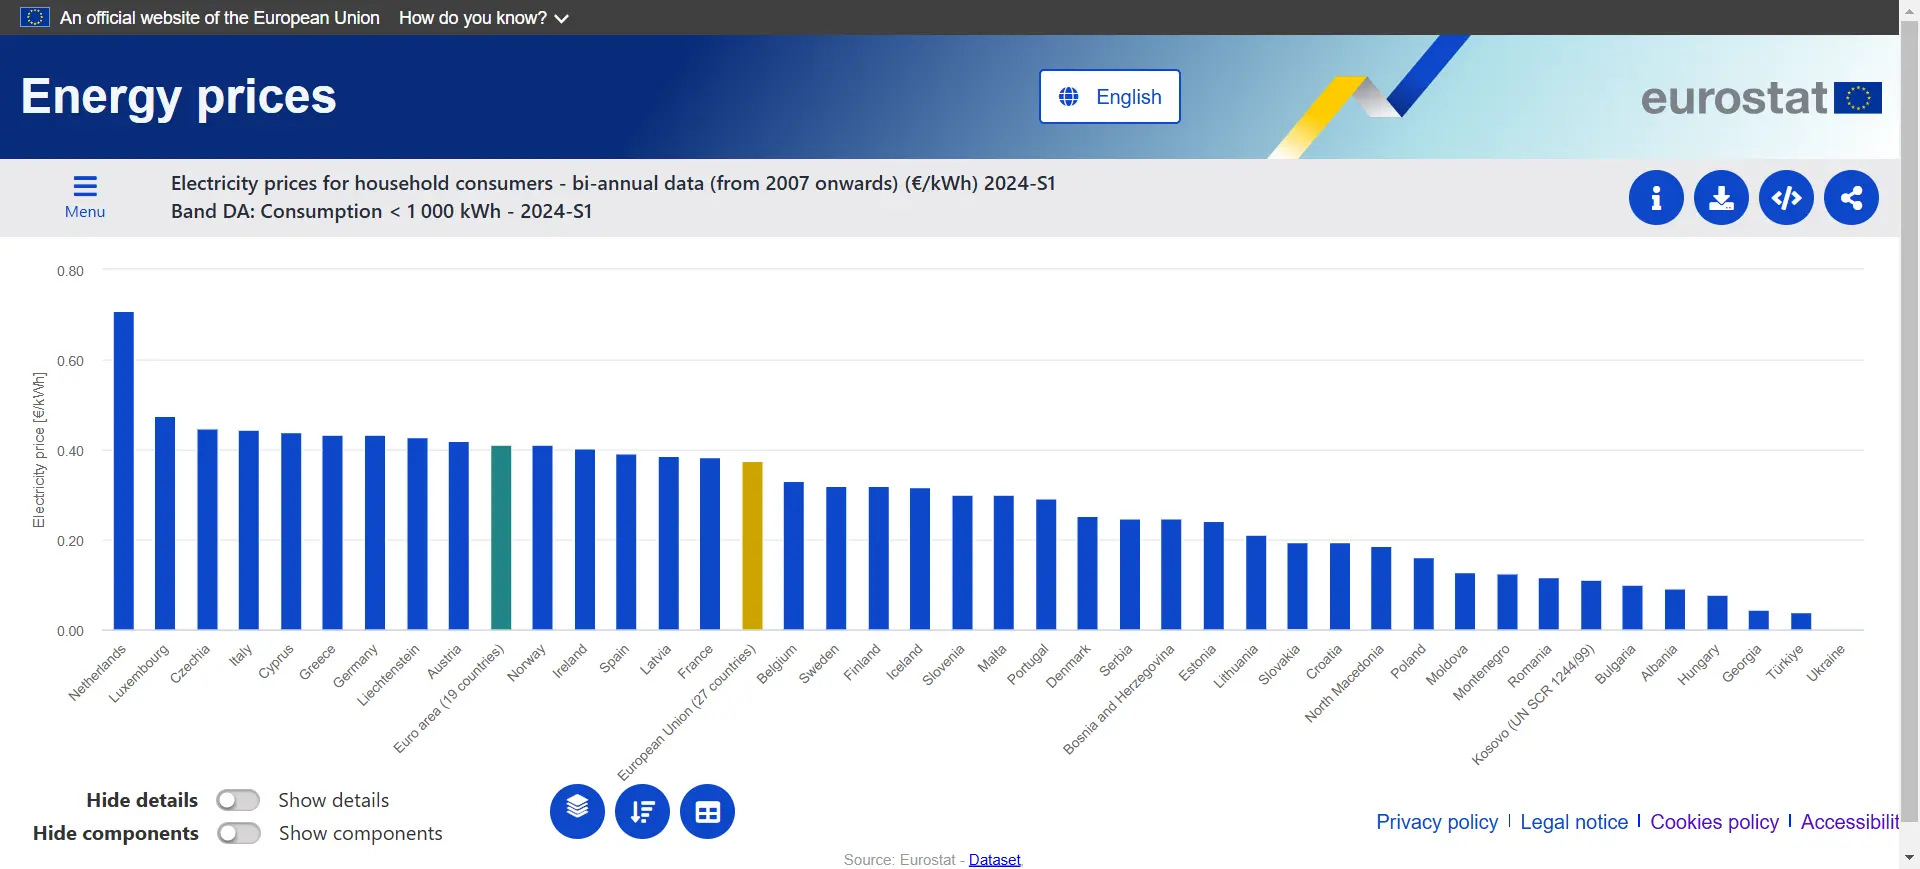 An official website of the European Union How do you know?
Energy prices
English
eurostat
Menu
Electricity prices for household consumers - bi-annual data (from 2007 onwards) (€/kWh) 2024-S1
Band DA: Consumption < 1 000 kWh - 2024-S1
0.80
0.60
0.40
0.20
0.00
Electricity price [€/kWh]
Netherlands
Luxembourg
Czechia
Italy
Cyprus
Greece
Germany
Liechtenstein
Austria
Euro area (19 countries)
Norway
Ireland
Spain
Latvia
France
European Union (27 countries)
Belgium
Sweden
Finland
Iceland
Slovenia
Malta
Portugal
Denmark
Serbia
Bosnia and Herzegovina
Estonia
Lithuania
Slovakia
Croatia
North Macedonia
Poland
Moldova
Montenegro
Romania
Kosovo (UN SCR 1244/99)
Bulgaria
Albania
Hungary
Georgia
Türkiye
Ukraine
Hide details Show details
Hide components Show components
Privacy policy | Legal notice | Cookies policy | Accessibilit
Source: Eurostat - Dataset,